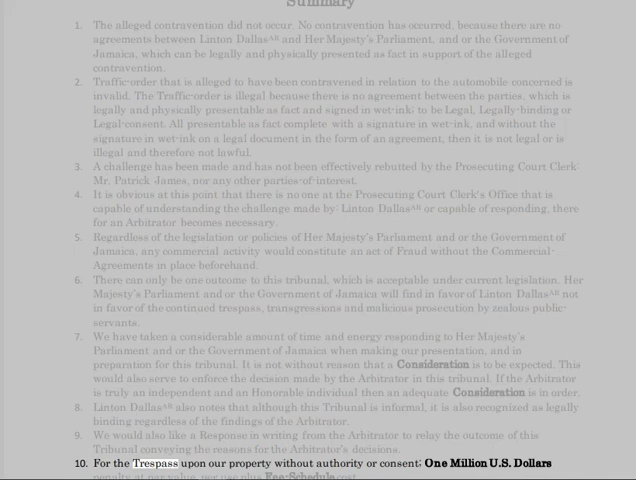 Summary
1. The alleged contravention did not occur. No contravention has occurred, because there are no
agreements between Linton Dallas^AR and Her Majesty's Parliament, and or the Government of
Jamaica, which can be legally and physically presented as fact in support of the alleged
contravention.
2. Traffic-order that is alleged to have been contravened in relation to the automobile concerned is
invalid. The Traffic-order is illegal because there is no agreement between the parties, which is
legally and physically presentable as fact and signed in wet-ink; to be Legal, Legally-binding or
Legal-consent. All presentable as fact complete with a signature in wet-ink, and without the
signature in wet-ink on a legal document in the form of an agreement, then it is not legal or is
illegal and therefore not lawful.
3. A challenge has been made and has not been effectively rebutted by the Prosecuting Court Clerk:
Mr. Patrick James, nor any other parties-of-interest.
4. It is obvious at this point that there is no one at the Prosecuting Court Clerk's Office that is
capable of understanding the challenge made by: Linton Dallas^AR or capable of responding, there
for an Arbitrator becomes necessary.
5. Regardless of the legislation or policies of Her Majesty's Parliament and or the Government of
Jamaica, any commercial activity would constitute an act of Fraud without the Commercial-
Agreements in place beforehand.
6. There can only be one outcome to this tribunal, which is acceptable under current legislation. Her
Majesty's Parliament and or the Government of Jamaica will find in favor of Linton Dallas^AR not
in favor of the continued trespass, transgressions and malicious prosecution by zealous public-
servants.
7. We have taken a considerable amount of time and energy responding to Her Majesty's
Parliament and or the Government of Jamaica when making our presentation, and in
preparation for this tribunal. It is not without reason that a Consideration is to be expected. This
would also serve to enforce the decision made by the Arbitrator in this tribunal. If the Arbitrator
is truly an independent and an Honorable individual then an adequate Consideration is in order.
8. Linton Dallas^AR also notes that although this Tribunal is informal, it is also recognized as legally
binding regardless of the findings of the Arbitrator.
9. We would also like a Response in writing from the Arbitrator to relay the outcome of this
Tribunal conveying the reasons for the Arbitrator's decisions.
10. For the Trespass upon our property without authority or consent; One Million U.S. Dollars
penalty at par value, per use plus Fee-Schedule cost